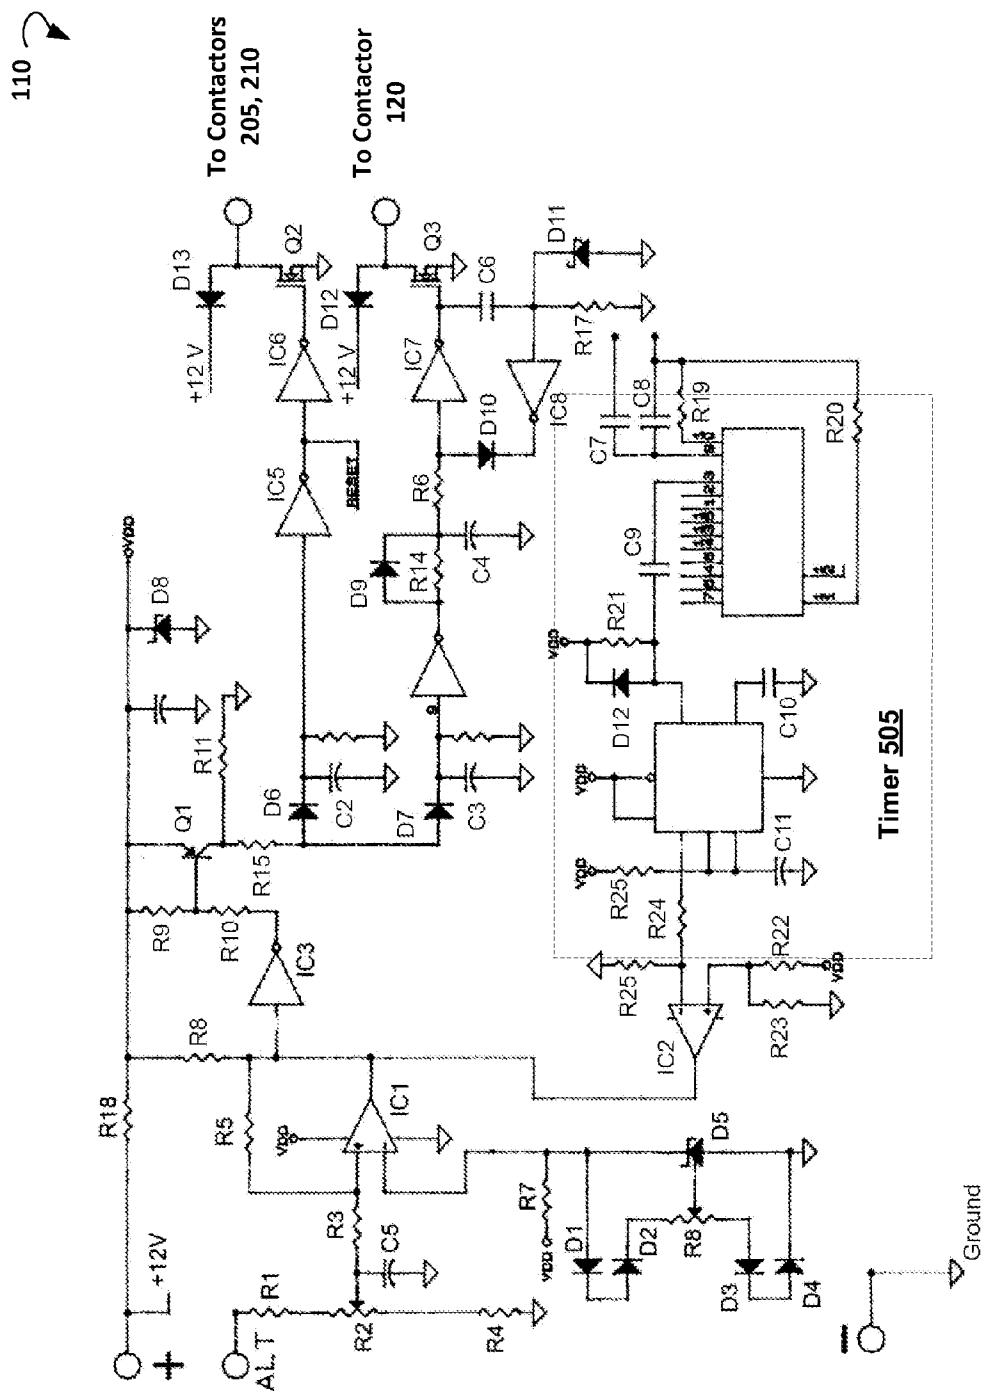 110
To Contactors
205, 210
To Contactor
120
D13
+12 V
Q2
D12
+12 V
Q3
IC6
IC7
C6
D11
R17
IC8
D10
IC5
RESET
R6
D9
R14
C4
VDD
D8
R11
Q1
R9
R10
R15
D6
C2
D7
C3
IC3
R18
R8
R5
VDD
IC1
R3
C5
+12V
+
ALT
R1
R2
R4
R7
VDD
D1
D2
R8
D5
D3
D4
–
Ground
IC2
R25
R24
R22
R23
VDD
VDD
R25
C11
VDD
D12
VDD
R21
C10
C9
C7
C8
R19
R20
Timer 505